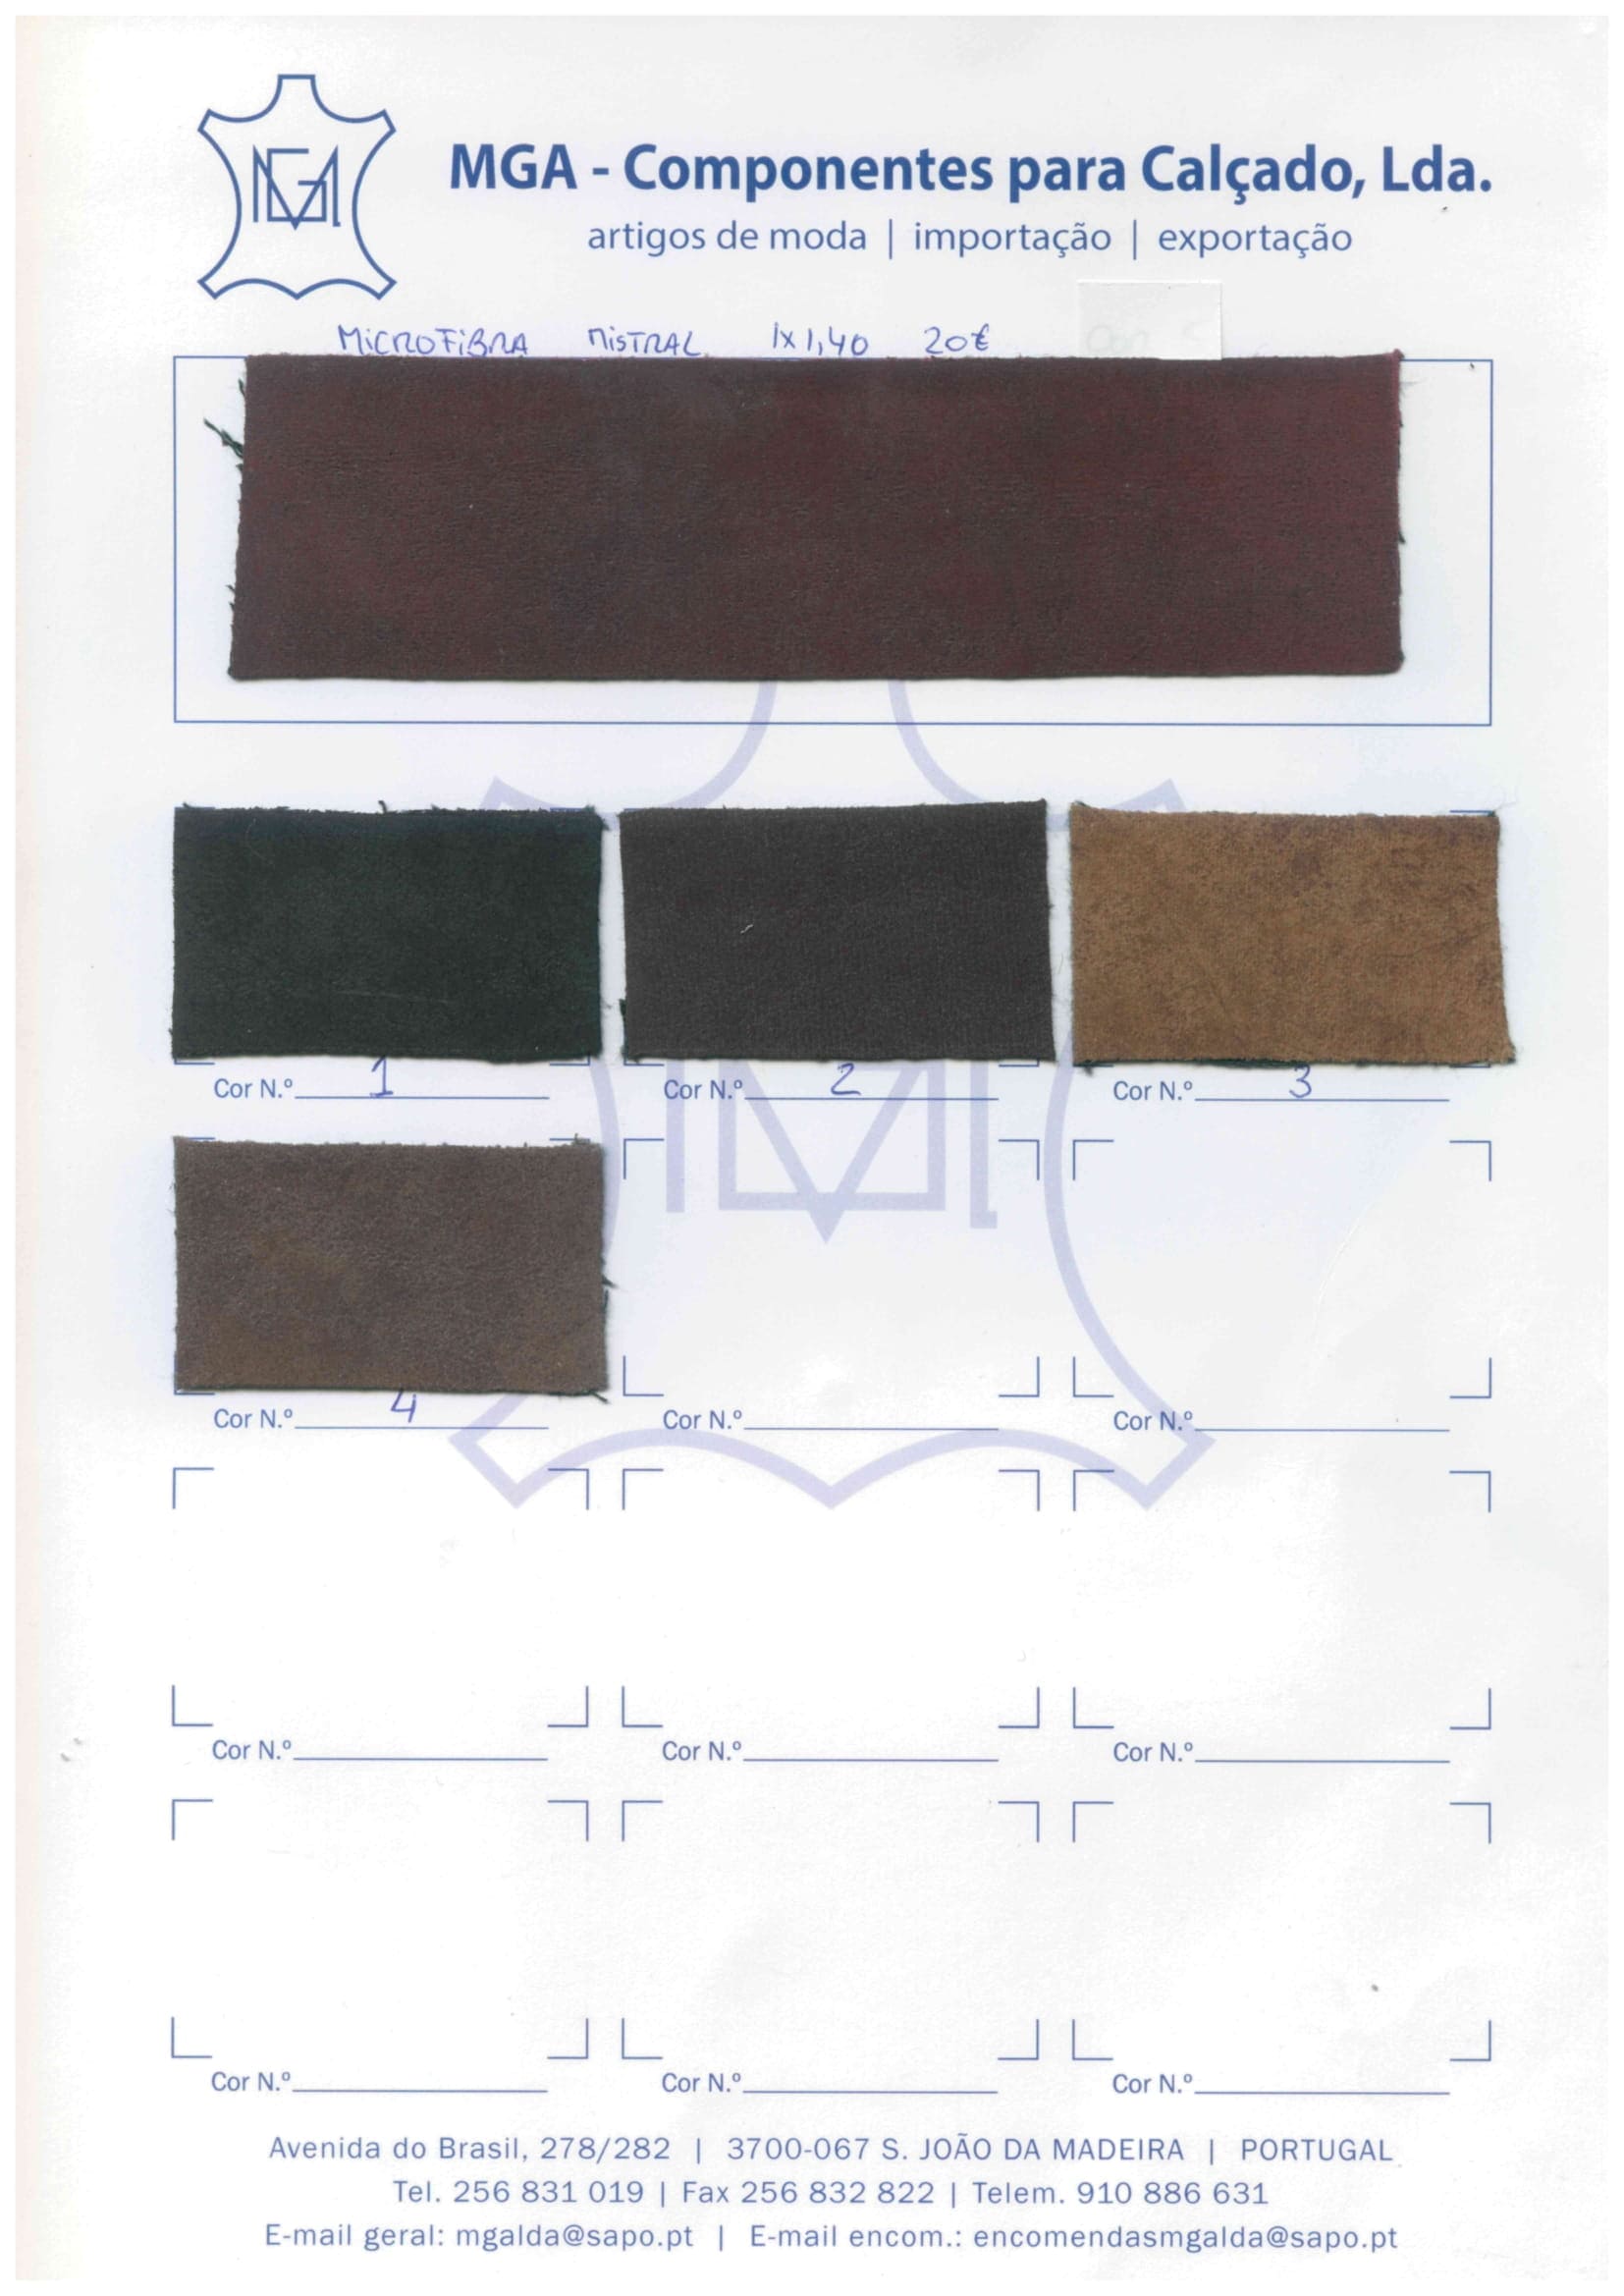 MGA - Componentes para Calçado, Lda.
artigos de moda | importação | exportação
MiCROFiBRA MiSTRAL 1x1,40 20€
Cor N.º 1 Cor N.º 2 Cor N.º 3
Cor N.º 4 Cor N.º Cor N.º
Cor N.º Cor N.º Cor N.º
Cor N.º Cor N.º Cor N.º
Avenida do Brasil, 278/282 | 3700-067 S. JOÃO DA MADEIRA | PORTUGAL
Tel. 256 831 019 | Fax 256 832 822 | Telem. 910 886 631
E-mail geral: mgalda@sapo.pt | E-mail encom.: encomendasmgalda@sapo.pt